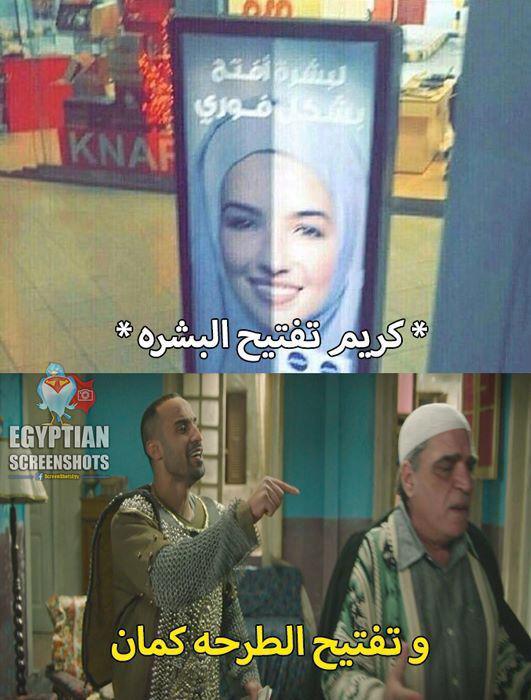 لبشرة أفتح
بشكل فوري
KNAF
* كريم تفتيح البشره *
EGYPTIAN
SCREENSHOTS
و تفتيح الطرحه كمان